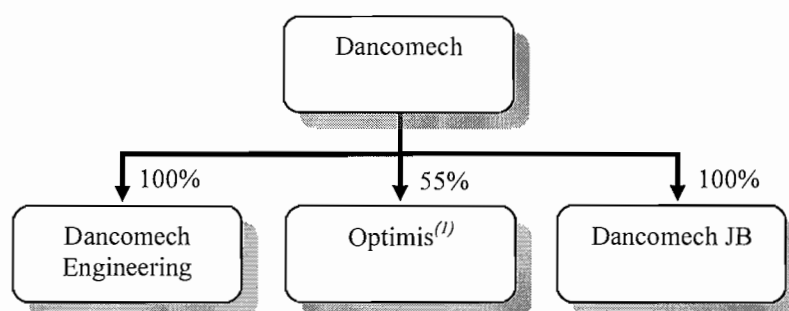 Dancomech
100%
55%
100%
Dancomech
Engineering
Optimis(1)
Dancomech JB